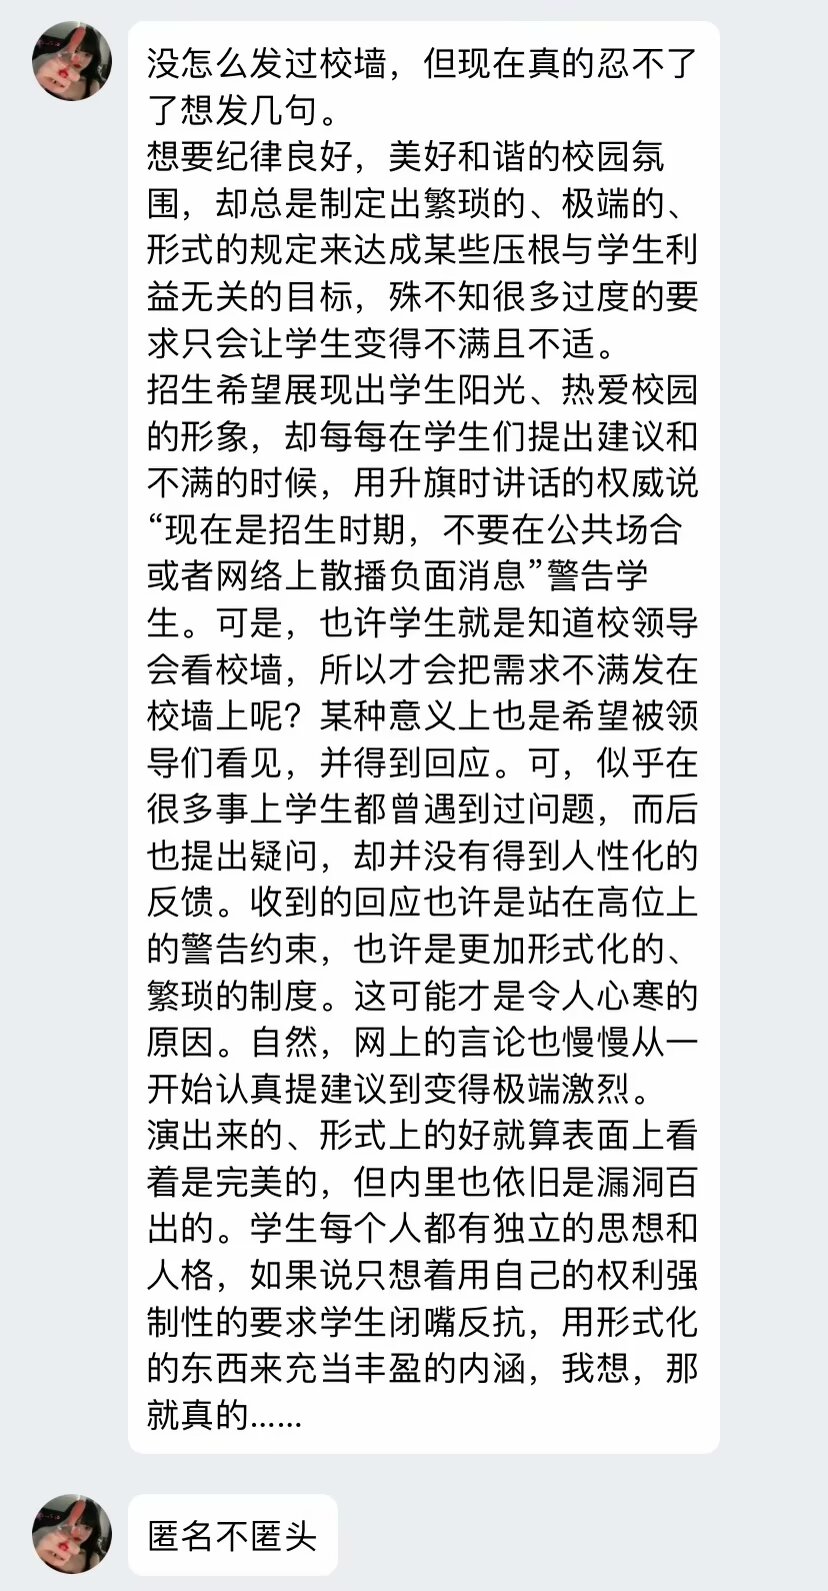 没怎么发过校墙，但现在真的忍不了
了想发几句。
想要纪律良好，美好和谐的校园氛
围，却总是制定出繁琐的、极端的、
形式的规定来达成某些压根与学生利
益无关的目标，殊不知很多过度的要
求只会让学生变得不满且不适。
招生希望展现出学生阳光、热爱校园
的形象，却每每在学生们提出建议和
不满的时候，用升旗时讲话的权威说
“现在是招生时期，不要在公共场合
或者网络上散播负面消息”警告学
生。可是，也许学生就是知道校领导
会看校墙，所以才会把需求不满发在
校墙上呢？某种意义上也是希望被领
导们看见，并得到回应。可，似乎在
很多事上学生都曾遇到过问题，而后
也提出疑问，却并没有得到人性化的
反馈。收到的回应也许是站在高位上
的警告约束，也许是更加形式化的、
繁琐的制度。这可能才是令人心寒的
原因。自然，网上的言论也慢慢从一
开始认真提建议到变得极端激烈。
演出来的、形式上的好就算表面上看
着是完美的，但内里也依旧是漏洞百
出的。学生每个人都有独立的思想和
人格，如果说只想着用自己的权利强
制性的要求学生闭嘴反抗，用形式化
的东西来充当丰盈的内涵，我想，那
就真的……
匿名不匿头